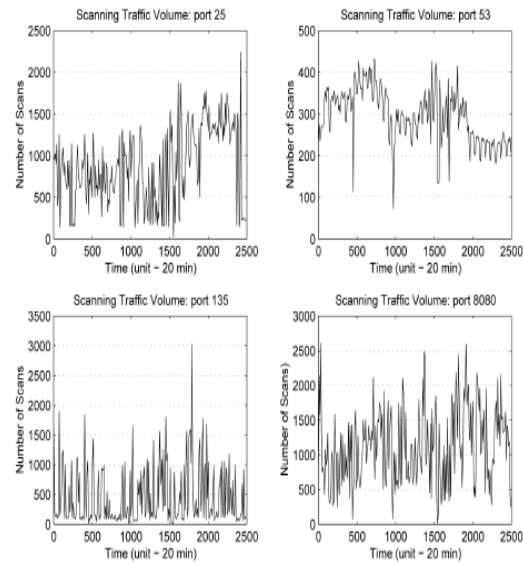 Scanning Traffic Volume: port 25
2500
2000
1500
1000
500
0
Number of Scans
0 500 1000 1500 2000 2500
Time (unit − 20 min)
Scanning Traffic Volume: port 53
500
400
300
200
100
0
Number of Scans)
0 500 1000 1500 2000 2500
Time (unit − 20 min)
Scanning Traffic Volume: port 135
3500
3000
2500
2000
1500
1000
500
0
Number of Scans)
0 500 1000 1500 2000 2500
Time (unit − 20 min)
Scanning Traffic Volume: port 8080
3000
2500
2000
1500
1000
500
0
Number of Scans)
0 500 1000 1500 2000 2500
Time (unit − 20 min)